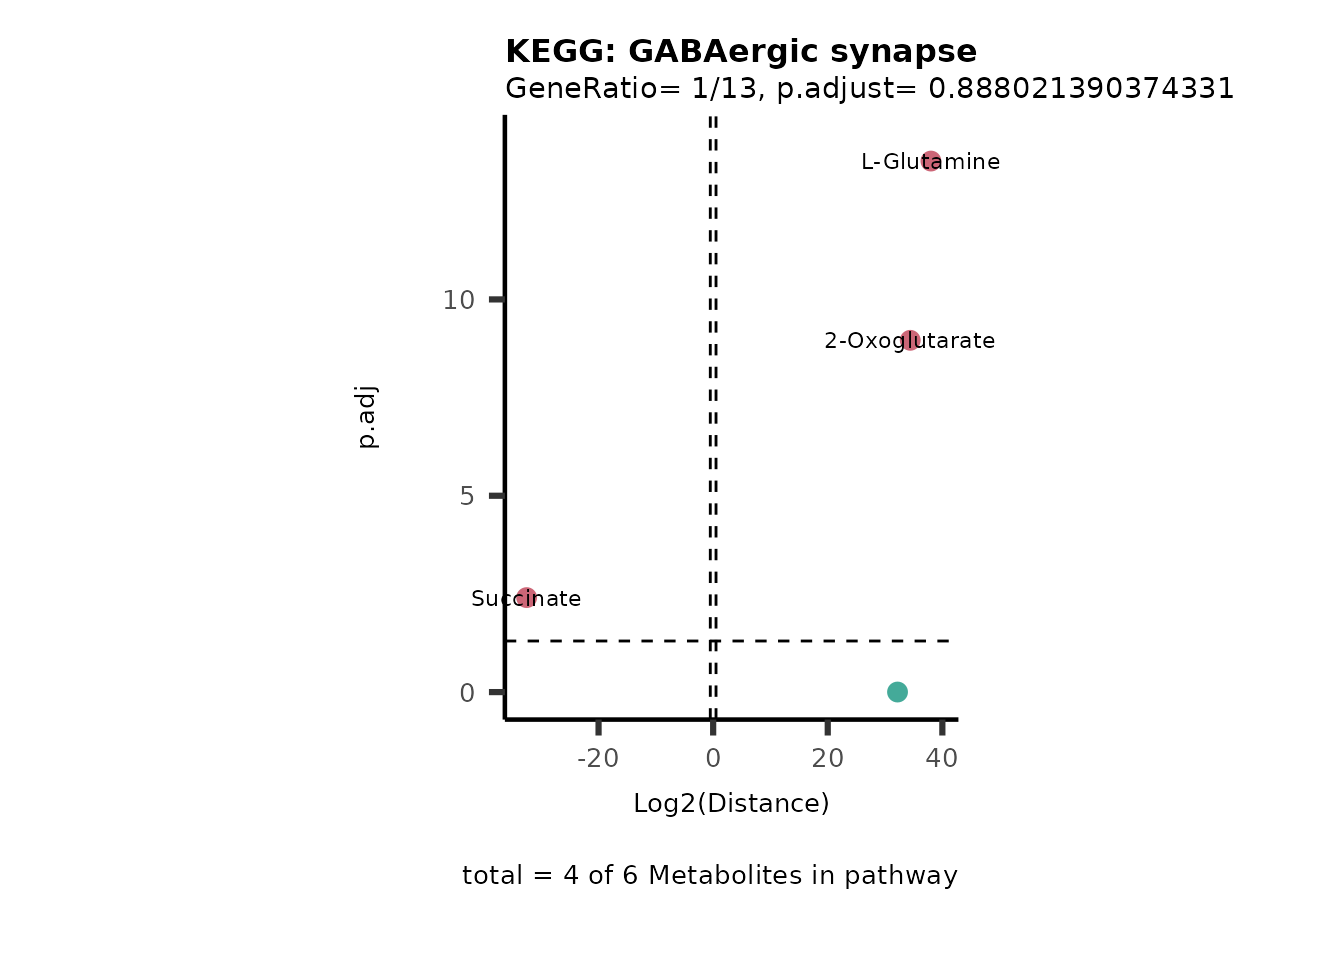 KEGG: GABAergic synapse
GeneRatio= 1/13, p.adjust= 0.888021390374331
L-Glutamine
10
2-Oxoglutarate
p.adj
5
Succinate
0
-20 0 20 40
Log2(Distance)
total = 4 of 6 Metabolites in pathway